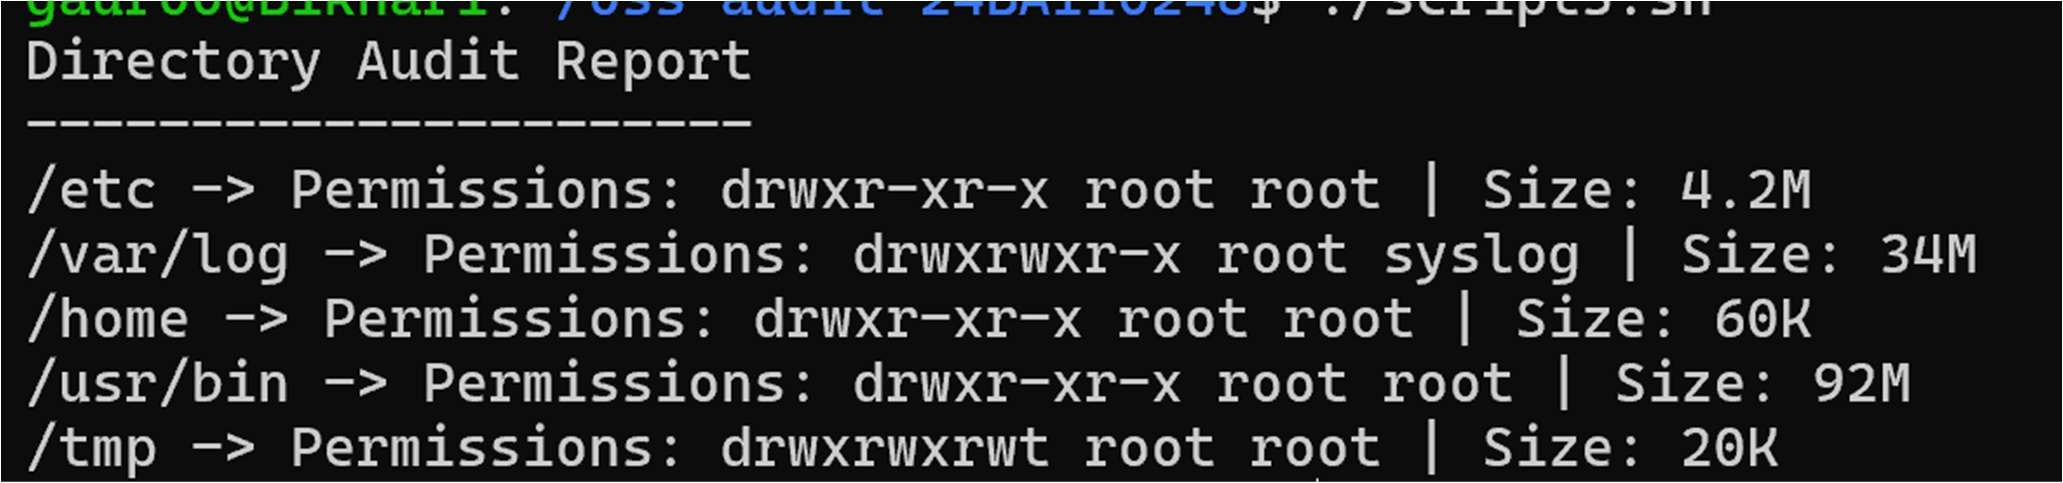 Directory Audit Report
-----------------------
/etc -> Permissions: drwxr-xr-x root root | Size: 4.2M
/var/log -> Permissions: drwxrwxr-x root syslog | Size: 34M
/home -> Permissions: drwxr-xr-x root root | Size: 60K
/usr/bin -> Permissions: drwxr-xr-x root root | Size: 92M
/tmp -> Permissions: drwxrwxrwt root root | Size: 20K